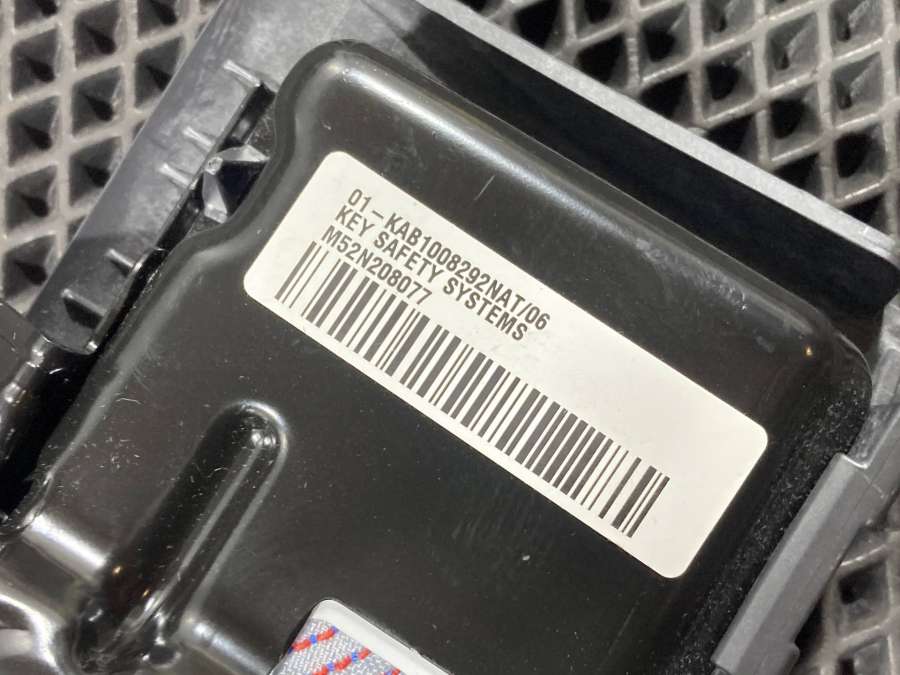 01-KAB1008292NAT/06
KEY SAFETY SYSTEMS
M52N208077